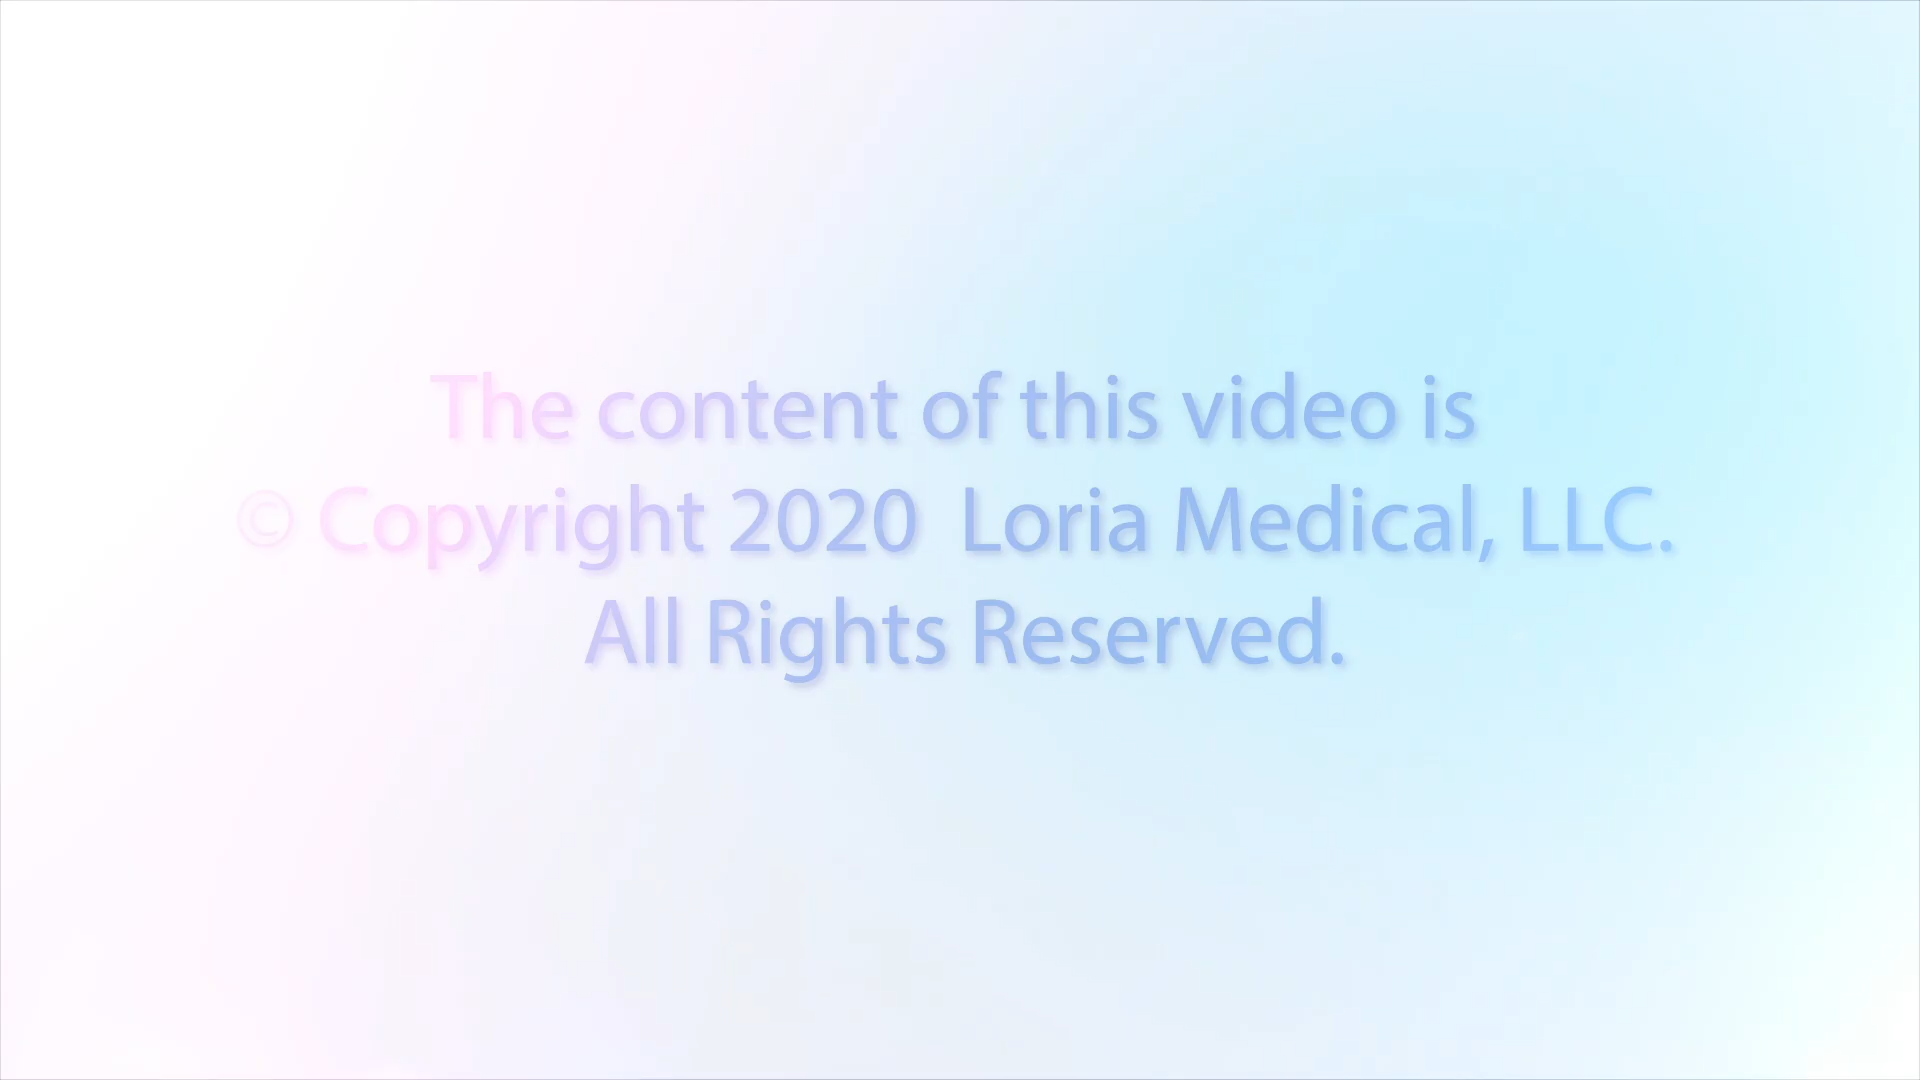 The content of this video is
© Copyright 2020  Loria Medical, LLC.
All Rights Reserved.